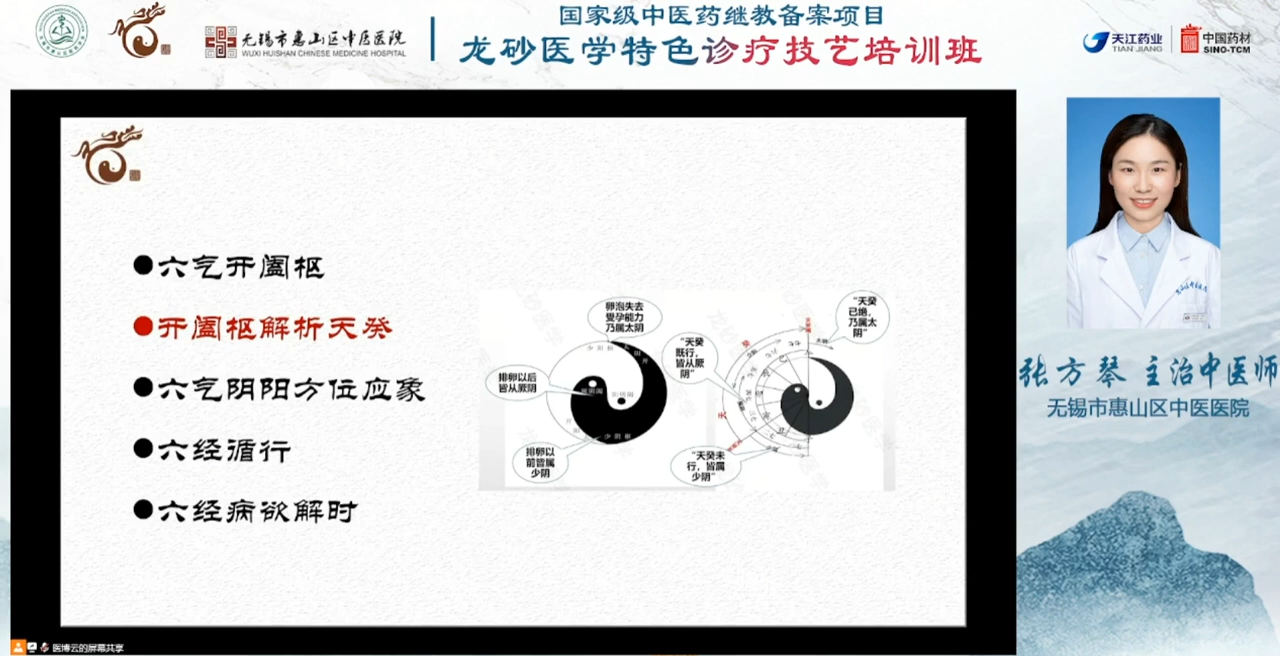 国家级中医药继教备案项目
龙砂医学特色诊疗技艺培训班
无锡市惠山区中医医院
WUXI HUISHAN CHINESE MEDICINE HOSPITAL
天江药业
TIAN JIANG
中国药材
SINO-TCM
●六气开阖枢
●开阖枢解析天癸
●六气阴阳方位应象
●六经循行
●六经病欲解时
卵泡失去
受孕能力
乃属太阴
排卵以后
皆从厥阴
排卵以
前皆属
少阴
“天癸
既行，
皆从厥
阴”
“天癸
已绝，
乃属太
阴”
“天癸未
行，皆属
少阴”
天
癸
张方琴 主治中医师
无锡市惠山区中医医院
医博云的屏幕共享